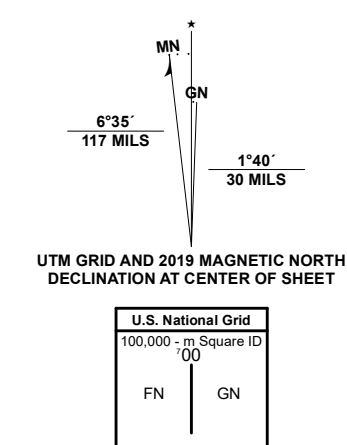 ★
MN
GN
6°35´
117 MILS
1°40´
30 MILS
UTM GRID AND 2019 MAGNETIC NORTH
DECLINATION AT CENTER OF SHEET
U.S. National Grid
100,000 - m Square ID
⁷00
FN GN